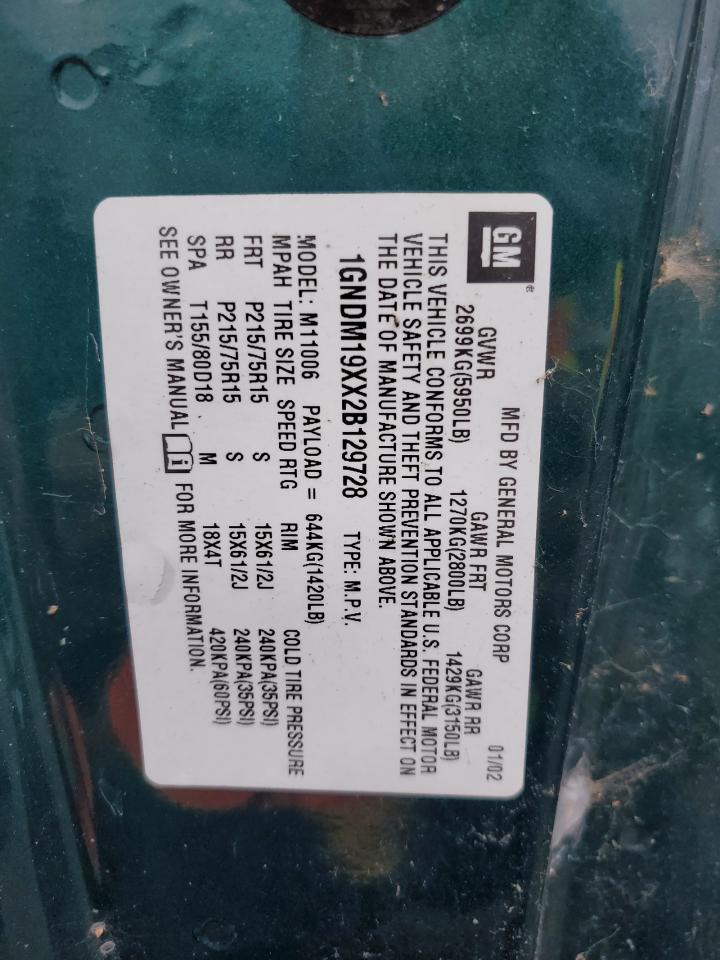 GM®
MFD BY GENERAL MOTORS CORP 01/02
GVWR GAWR FRT GAWR RR
2699KG(5950LB) 1270KG(2800LB) 1429KG(3150LB)
THIS VEHICLE CONFORMS TO ALL APPLICABLE U.S. FEDERAL MOTOR
VEHICLE SAFETY AND THEFT PREVENTION STANDARDS IN EFFECT ON
THE DATE OF MANUFACTURE SHOWN ABOVE.
1GNDM19XX2B129728 TYPE: M.P.V.
MODEL: M11006 PAYLOAD = 644KG(1420LB)
MPAH TIRE SIZE SPEED RTG RIM COLD TIRE PRESSURE
FRT P215/75R15 S 15X61/2J 240KPA(35PSI)
RR P215/75R15 S 15X61/2J 240KPA(35PSI)
SPA T155/80D18 M 18X4T 420KPA(60PSI)
SEE OWNER'S MANUAL i FOR MORE INFORMATION.